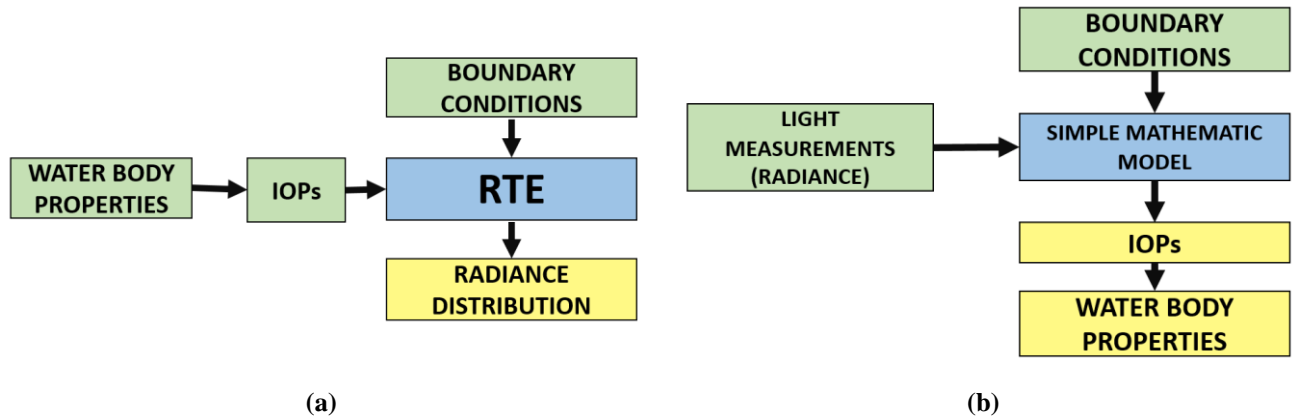 BOUNDARY
CONDITIONS
WATER BODY
PROPERTIES
IOPs
RTE
RADIANCE
DISTRIBUTION
(a)
BOUNDARY
CONDITIONS
LIGHT
MEASUREMENTS
(RADIANCE)
SIMPLE MATHEMATIC
MODEL
IOPs
WATER BODY
PROPERTIES
(b)